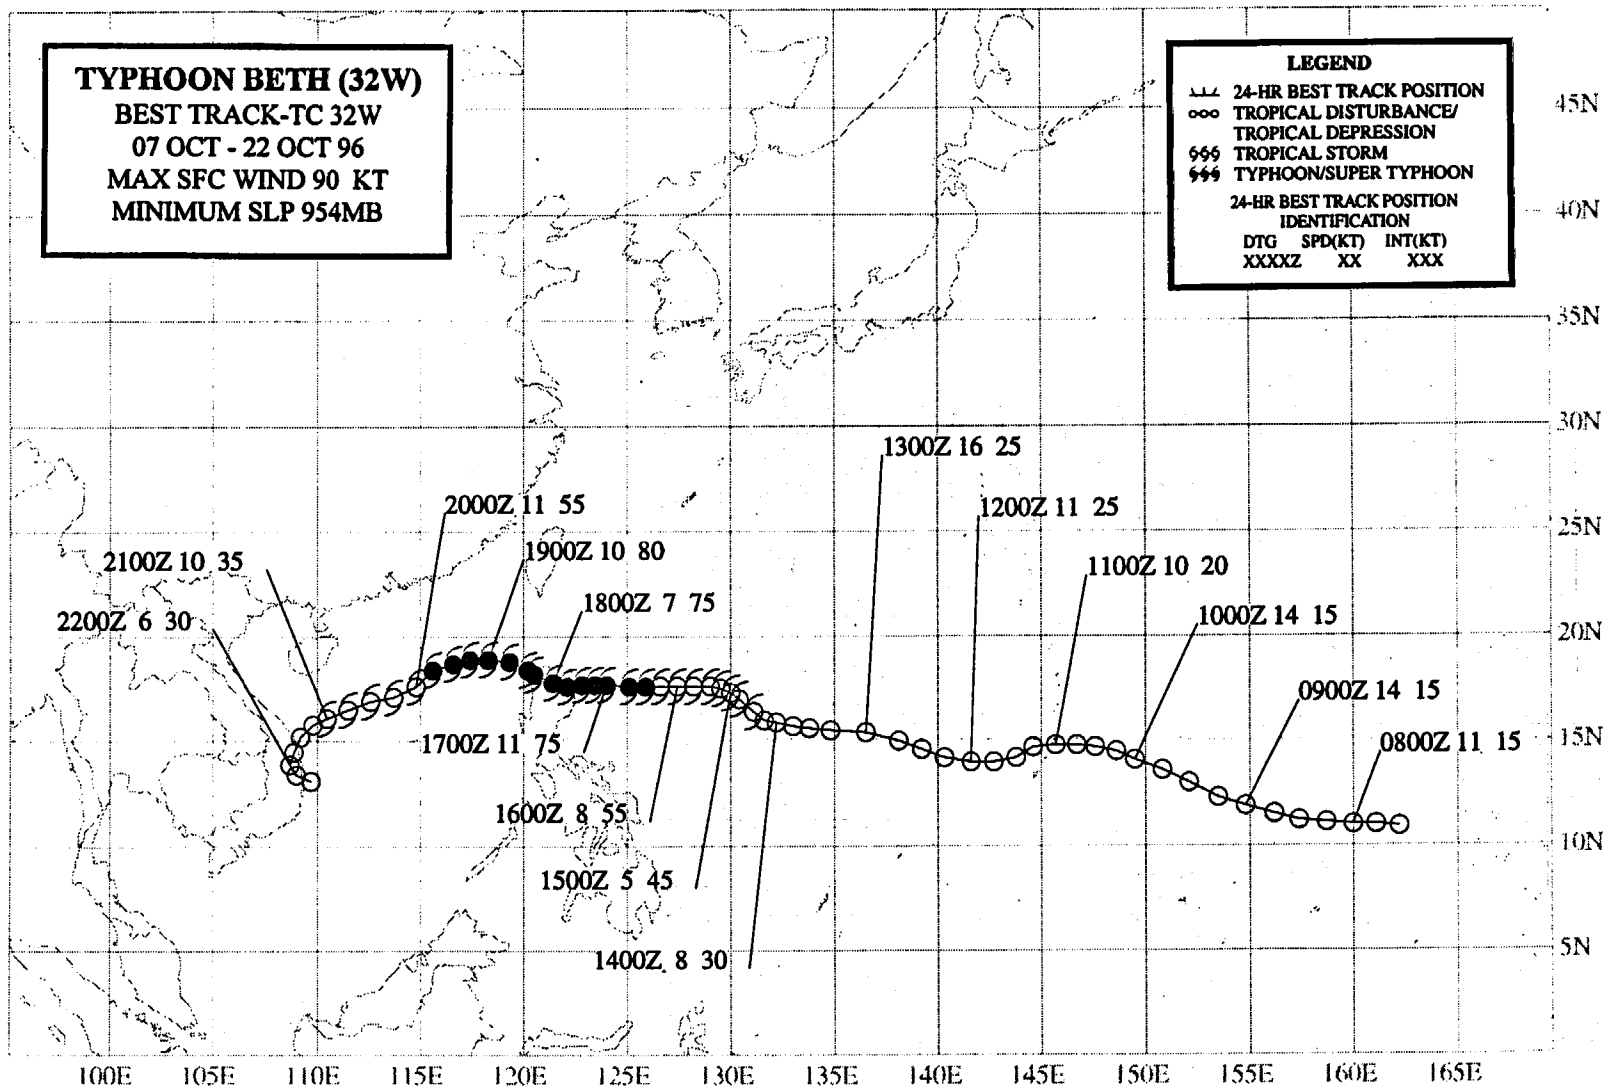 TYPHOON BETH (32W)
BEST TRACK-TC 32W
07 OCT - 22 OCT 96
MAX SFC WIND 90 KT
MINIMUM SLP 954MB
LEGEND
24-HR BEST TRACK POSITION
TROPICAL DISTURBANCE/
TROPICAL DEPRESSION
TROPICAL STORM
TYPHOON/SUPER TYPHOON
24-HR BEST TRACK POSITION
IDENTIFICATION
DTG SPD(KT) INT(KT)
XXXXZ XX XXX
45N
40N
35N
30N
25N
20N
15N
10N
5N
1300Z 16 25
2000Z 11 55
1200Z 11 25
1900Z 10 80
2100Z 10 35
1100Z 10 20
1800Z 7 75
2200Z 6 30
1000Z 14 15
0900Z 14 15
1700Z 11 75
0800Z 11 15
1600Z 8 55
1500Z 5 45
1400Z 8 30
100E 105E 110E 115E 120E 125E 130E 135E 140E 145E 150E 155E 160E 165E